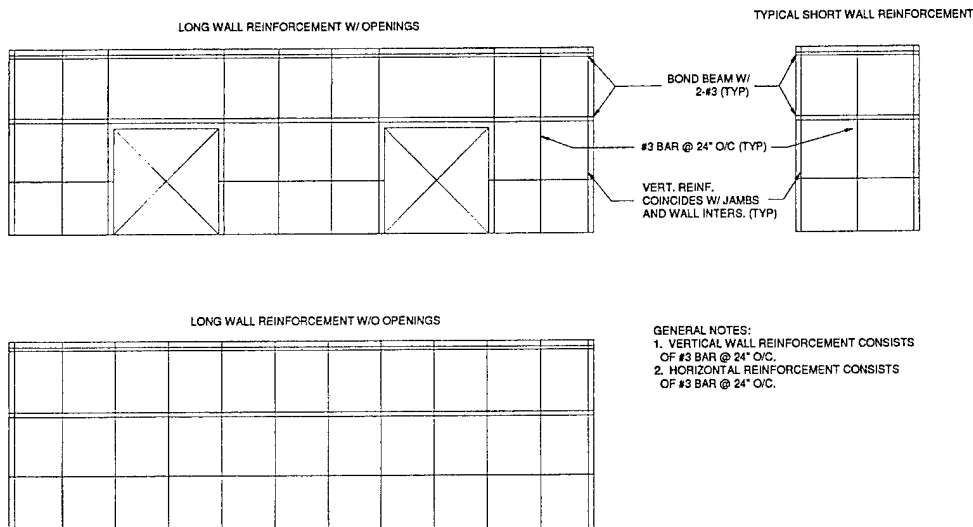 LONG WALL REINFORCEMENT W/ OPENINGS
TYPICAL SHORT WALL REINFORCEMENT
BOND BEAM W/
2-#3 (TYP)
#3 BAR @ 24" O/C (TYP)
VERT. REINF.
COINCIDES W/ JAMBS
AND WALL INTERS. (TYP)
LONG WALL REINFORCEMENT W/O OPENINGS
GENERAL NOTES:
1. VERTICAL WALL REINFORCEMENT CONSISTS
OF #3 BAR @ 24" O/C.
2. HORIZONTAL REINFORCEMENT CONSISTS
OF #3 BAR @ 24" O/C.